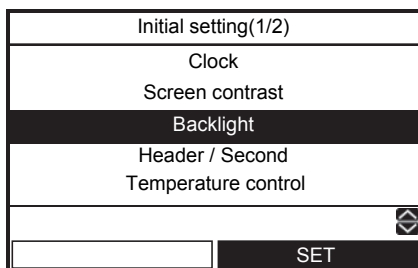 Initial setting(1/2)
Clock
Screen contrast
Backlight
Header / Second
Temperature control
SET